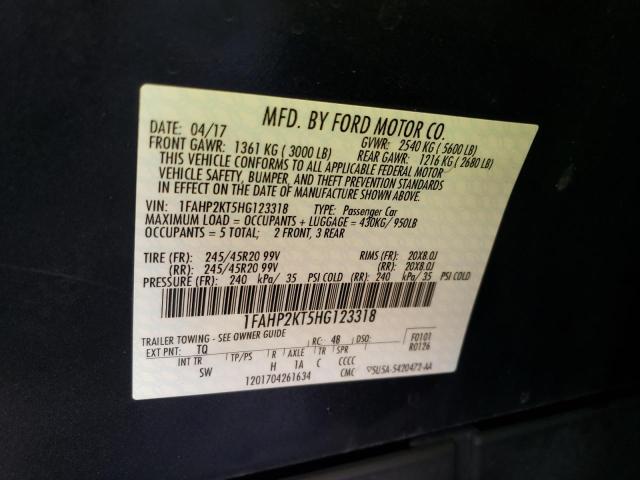 MFD. BY FORD MOTOR CO.
DATE: 04/17 GVWR: 2540 KG ( 5600 LB)
FRONT GAWR: 1361 KG ( 3000 LB) REAR GAWR: 1216 KG ( 2680 LB)
THIS VEHICLE CONFORMS TO ALL APPLICABLE FEDERAL MOTOR
VEHICLE SAFETY, BUMPER, AND THEFT PREVENTION STANDARDS
IN EFFECT ON THE DATE OF MANUFACTURE SHOWN ABOVE.
VIN: 1FAHP2KT5HG123318 TYPE: Passenger Car
MAXIMUM LOAD = OCCUPANTS + LUGGAGE = 430KG/ 950LB
OCCUPANTS = 5 TOTAL; 2 FRONT, 3 REAR
TIRE (FR): 245/45R20 99V RIMS (FR): 20X8.0J
(RR): 245/45R20 99V (RR): 20X8.0J
PRESSURE (FR): 240 kPa/ 35 PSI COLD (RR): 240 kPa/ 35 PSI COLD
1FAHP2KT5HG123318
TRAILER TOWING - SEE OWNER GUIDE RC: 48 DSO: F0101
EXT PNT: TQ R0126
INT TR TP/PS R AXLE TR SPR
SW H 1A C CCCC
1201704261634 CMC 5U5A-5420472-AA